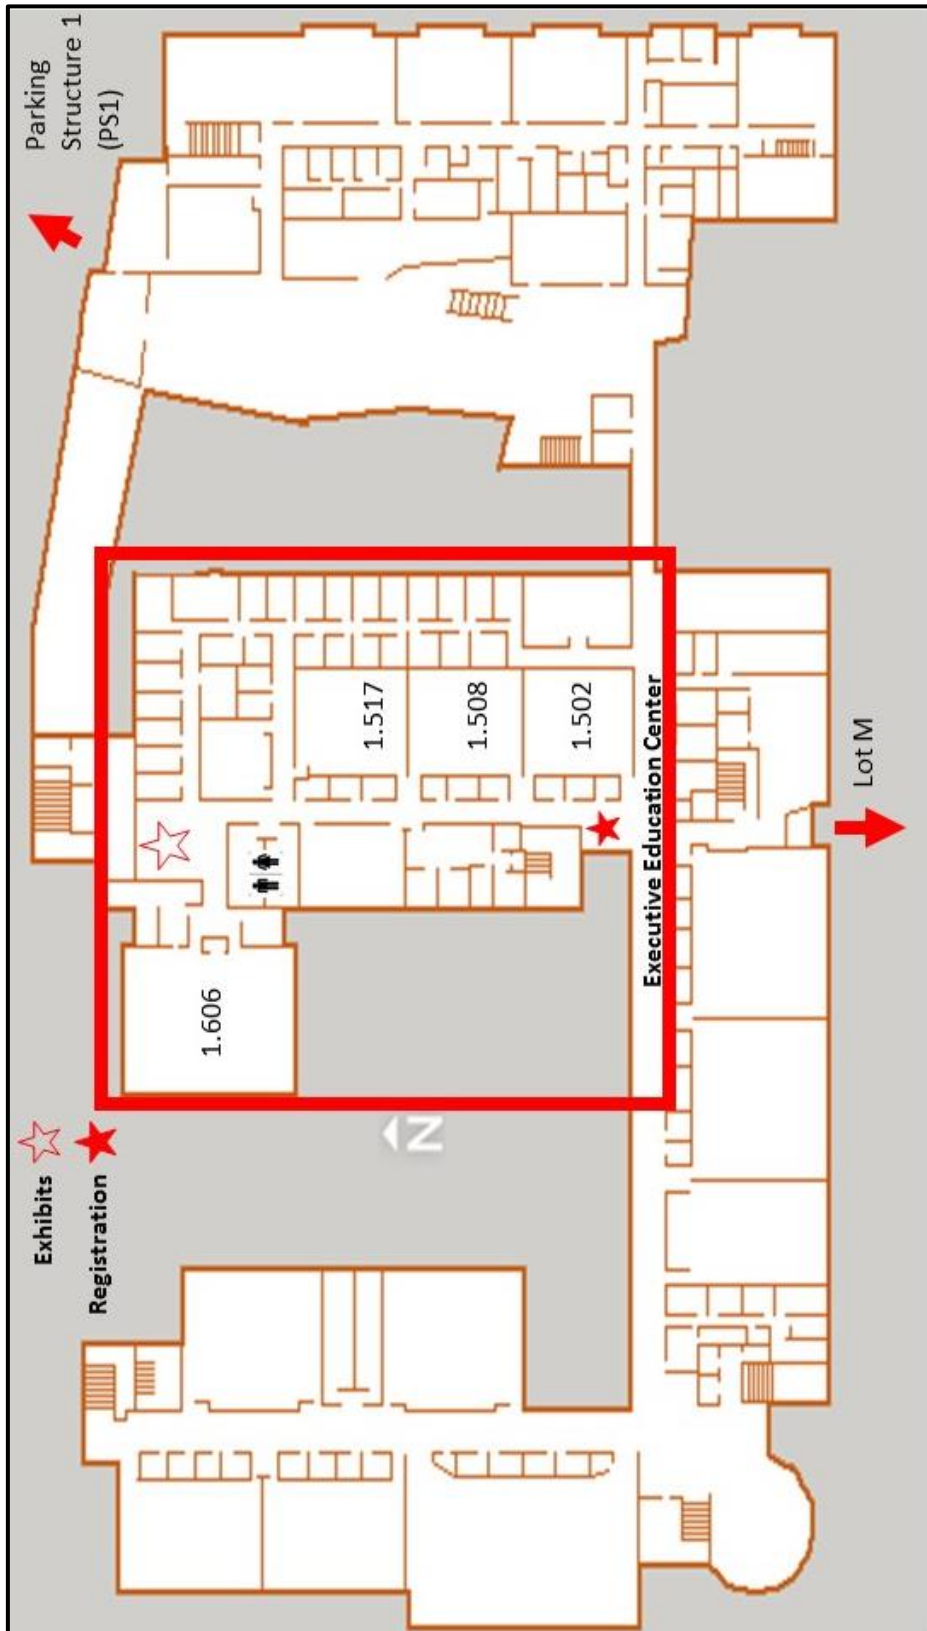 Parking
Structure 1
(PS1)
Exhibits
Registration
1.606
1.517
1.508
1.502
Executive Education Center
Lot M
N